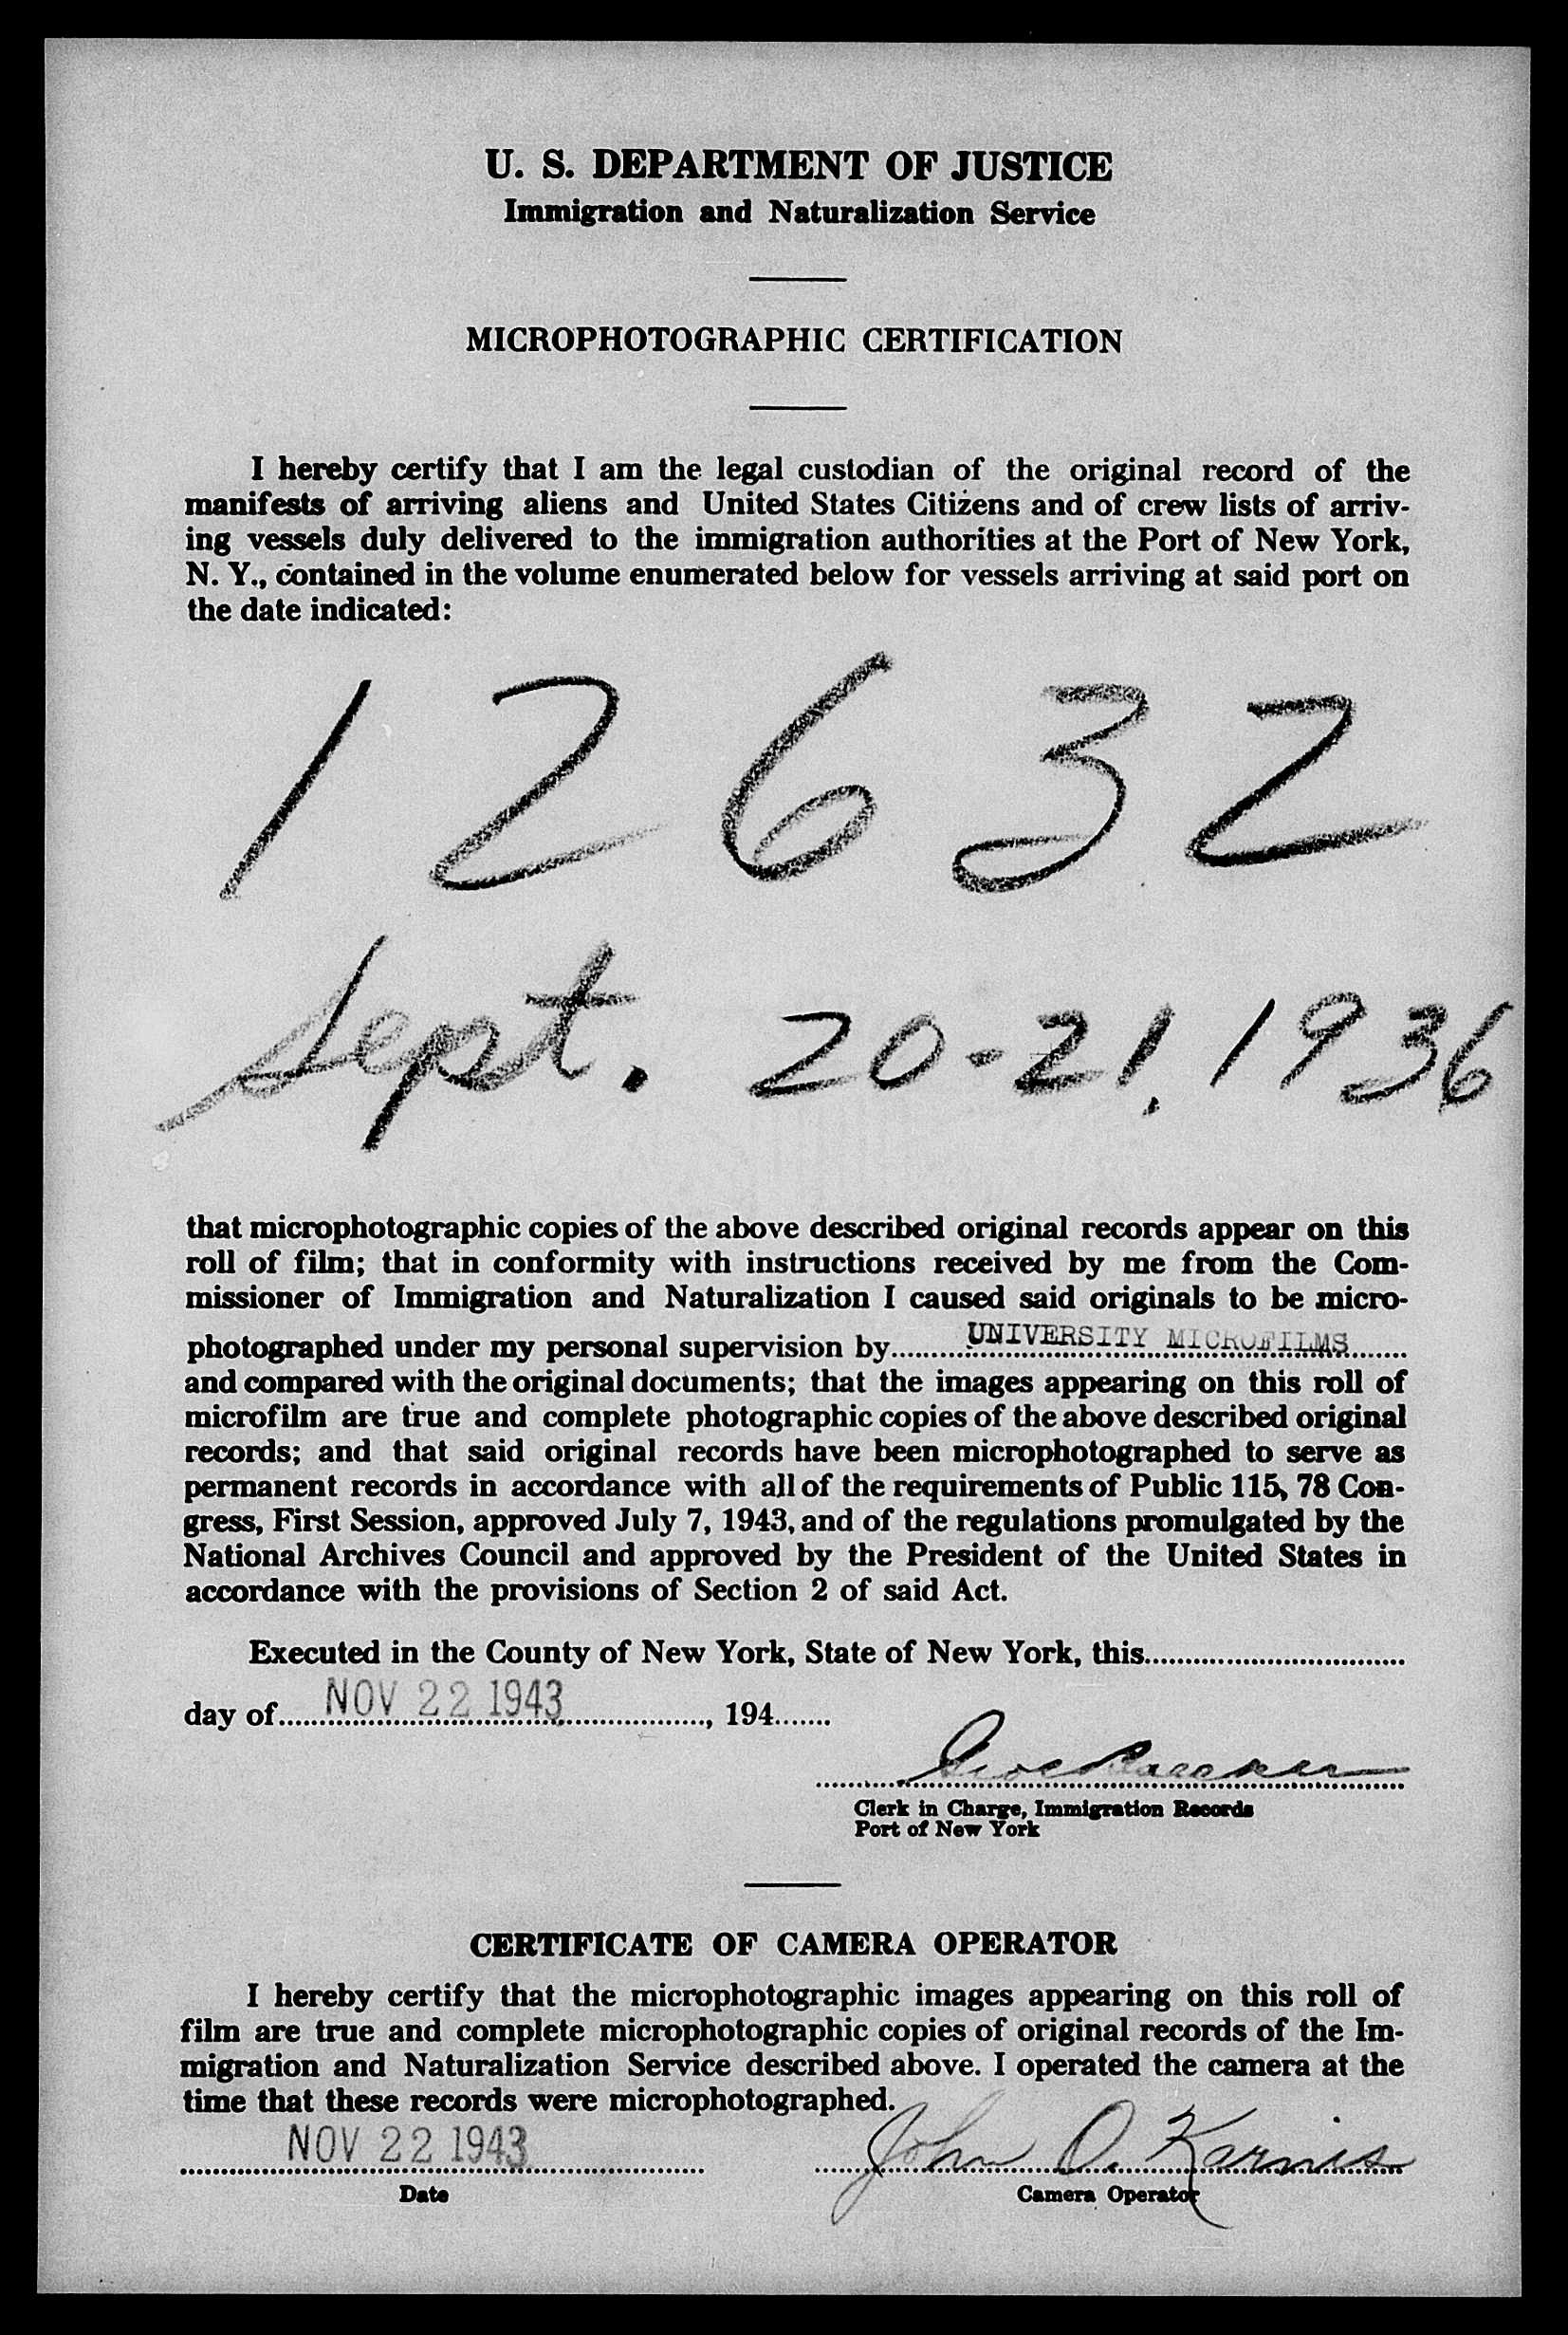 U. S. DEPARTMENT OF JUSTICE
Immigration and Naturalization Service
MICROPHOTOGRAPHIC CERTIFICATION
I hereby certify that I am the legal custodian of the original record of the
manifests of arriving aliens and United States Citizens and of crew lists of arriv-
ing vessels duly delivered to the immigration authorities at the Port of New York,
N. Y., contained in the volume enumerated below for vessels arriving at said port on
the date indicated:
12632
Sept. 20-21, 1936
that microphotographic copies of the above described original records appear on this
roll of film; that in conformity with instructions received by me from the Com-
missioner of Immigration and Naturalization I caused said originals to be micro-
photographed under my personal supervision by UNIVERSITY MICROFILMS
and compared with the original documents; that the images appearing on this roll of
microfilm are true and complete photographic copies of the above described original
records; and that said original records have been microphotographed to serve as
permanent records in accordance with all of the requirements of Public 115, 78 Con-
gress, First Session, approved July 7, 1943, and of the regulations promulgated by the
National Archives Council and approved by the President of the United States in
accordance with the provisions of Section 2 of said Act.
Executed in the County of New York, State of New York, this
day of NOV 22 1943, 194
Clerk in Charge, Immigration Records
Port of New York
CERTIFICATE OF CAMERA OPERATOR
I hereby certify that the microphotographic images appearing on this roll of
film are true and complete microphotographic copies of original records of the Im-
migration and Naturalization Service described above. I operated the camera at the
time that these records were microphotographed.
NOV 22 1943 John O. Karnis
Date Camera Operator